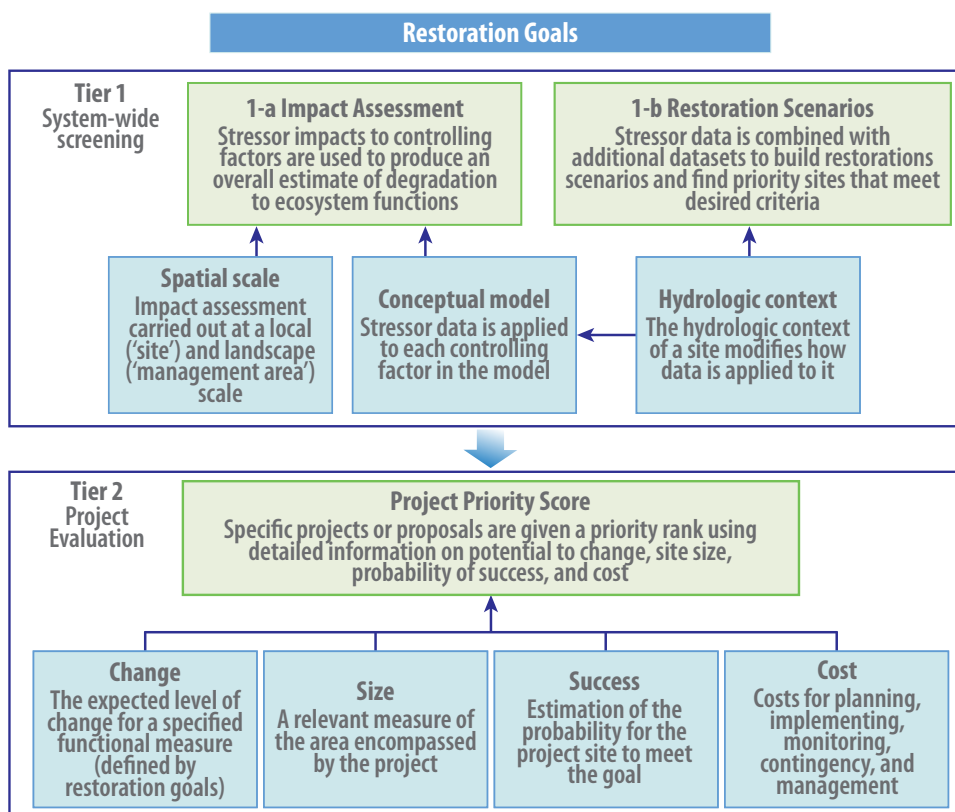 Restoration Goals
Tier 1
System-wide
screening
1-a Impact Assessment
Stressor impacts to controlling
factors are used to produce an
overall estimate of degradation
to ecosystem functions
1-b Restoration Scenarios
Stressor data is combined with
additional datasets to build restorations
scenarios and find priority sites that meet
desired criteria
Spatial scale
Impact assessment
carried out at a local
(‘site’) and landscape
(‘management area’)
scale
Conceptual model
Stressor data is applied
to each controlling
factor in the model
Hydrologic context
The hydrologic context
of a site modifies how
data is applied to it
Tier 2
Project
Evaluation
Project Priority Score
Specific projects or proposals are given a priority rank using
detailed information on potential to change, site size,
probability of success, and cost
Change
The expected level of
change for a specified
functional measure
(defined by
restoration goals)
Size
A relevant measure of
the area encompassed
by the project
Success
Estimation of the
probability for the
project site to meet
the goal
Cost
Costs for planning,
implementing,
monitoring,
contingency, and
management